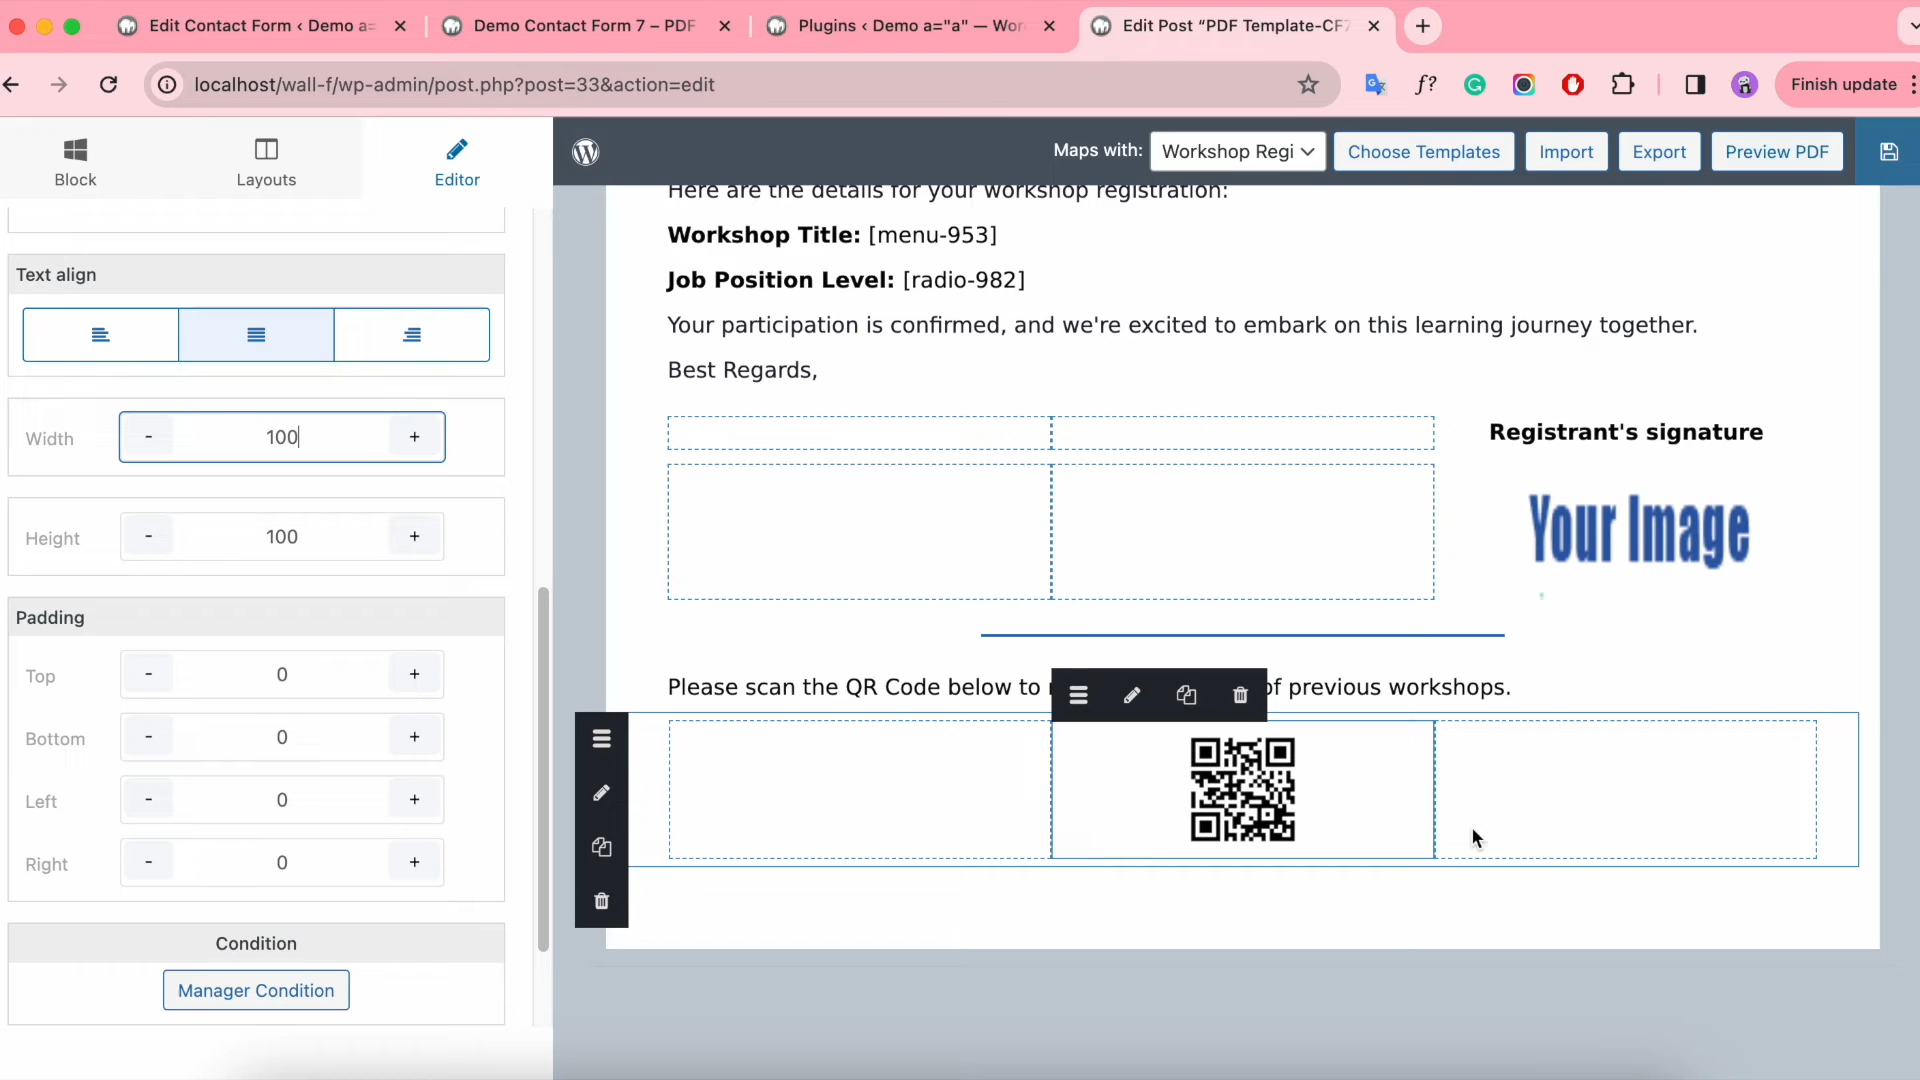 Edit Contact Form ‹ Demo a=
Demo Contact Form 7 – PDF
Plugins ‹ Demo a="a" — Wor
Edit Post “PDF Template-CF7
localhost/wall-f/wp-admin/post.php?post=33&action=edit
f?
Finish update
Block
Layouts
Editor
Maps with:
Workshop Regi
Choose Templates
Import
Export
Preview PDF
Here are the details for your workshop registration:
Workshop Title: [menu-953]
Job Position Level: [radio-982]
Your participation is confirmed, and we're excited to embark on this learning journey together.
Best Regards,
Registrant's signature
Your Image
Please scan the QR Code below to
of previous workshops.
Text align
Width
-
100
+
Height
-
100
+
Padding
Top
-
0
+
Bottom
-
0
+
Left
-
0
+
Right
-
0
+
Condition
Manager Condition